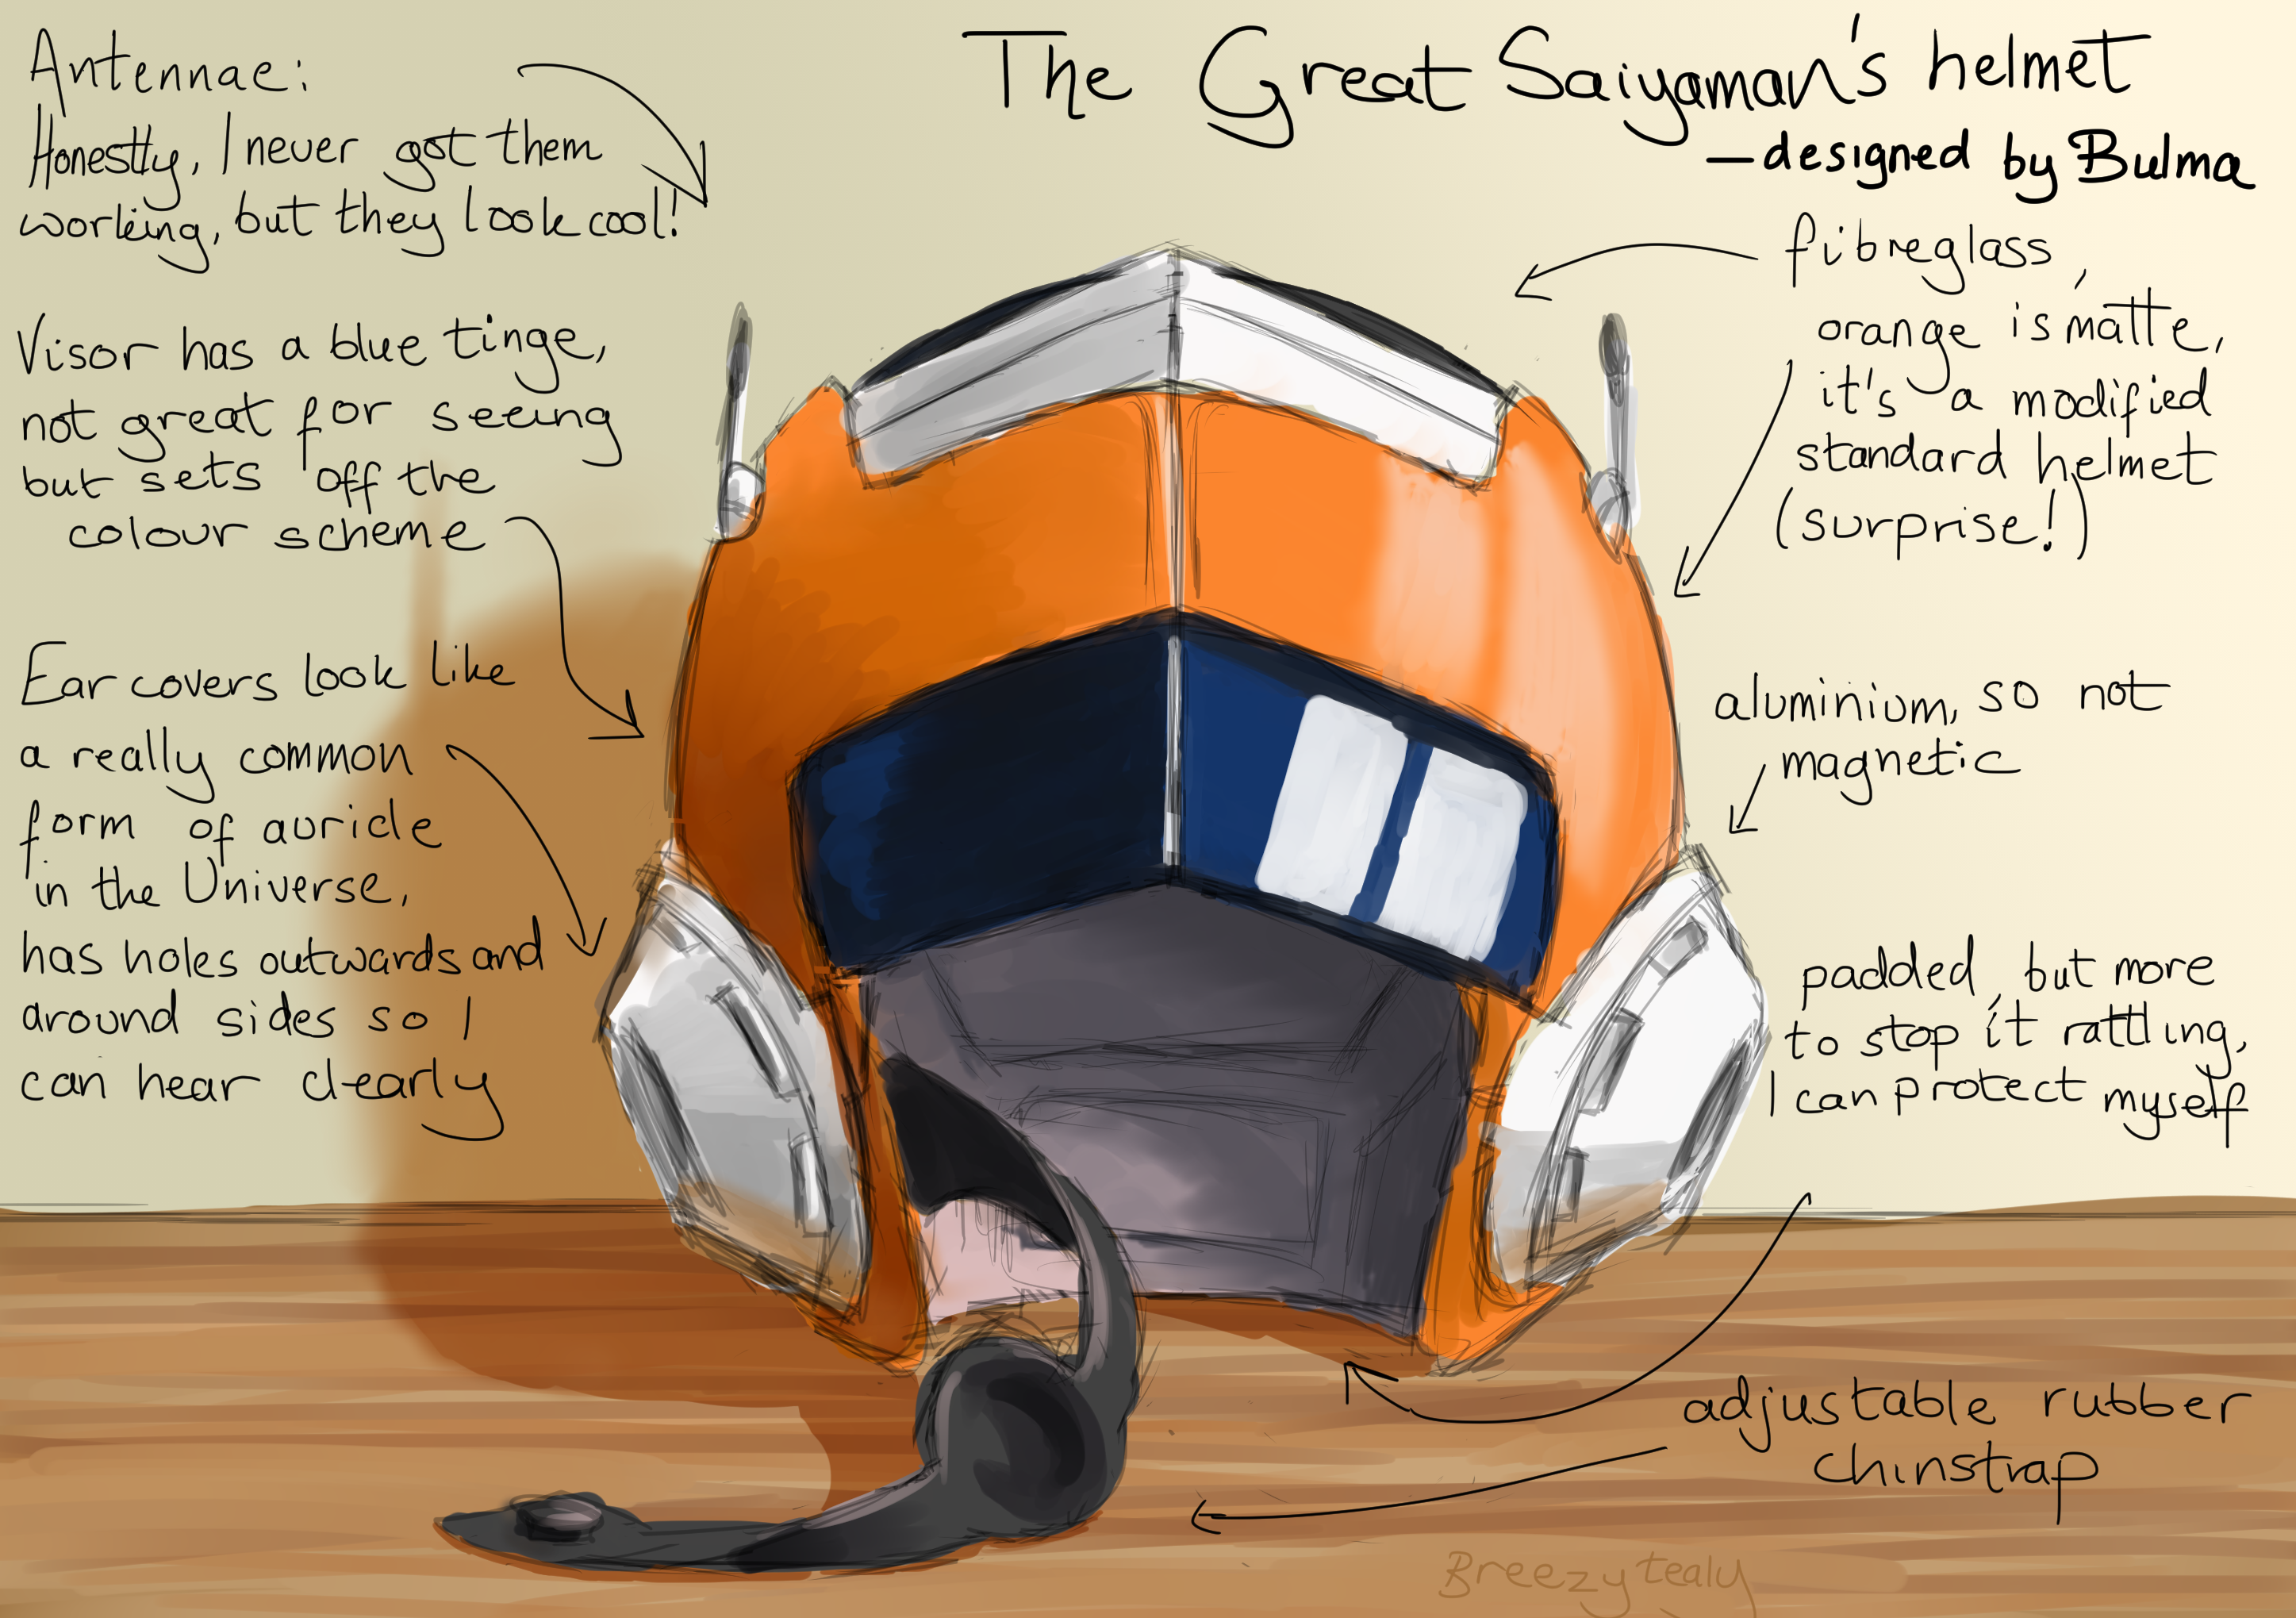 The Great Saiyaman's helmet
—designed by Bulma
Antennae:
Honestly, I never got them
working, but they look cool!
Visor has a blue tinge,
not great for seeing
but sets off the
colour scheme
Ear covers look like
a really common
form of auricle
in the Universe,
has holes outwards and
around sides so I
can hear clearly
fibreglass,
orange is matte,
it's a modified
standard helmet
(surprise!)
aluminium, so not
magnetic
padded, but more
to stop it rattling,
I can protect myself
adjustable rubber
chinstrap
Breezytealy